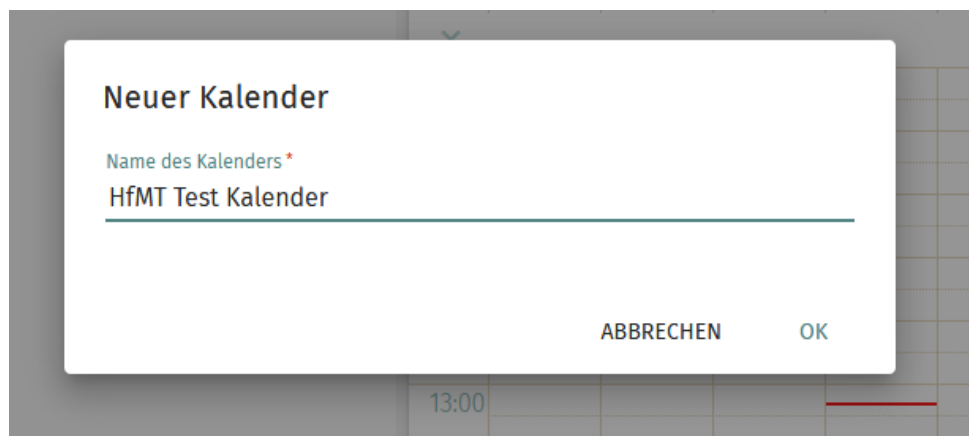 Neuer Kalender
Name des Kalenders *
HfMT Test Kalender
ABBRECHEN OK
13:00